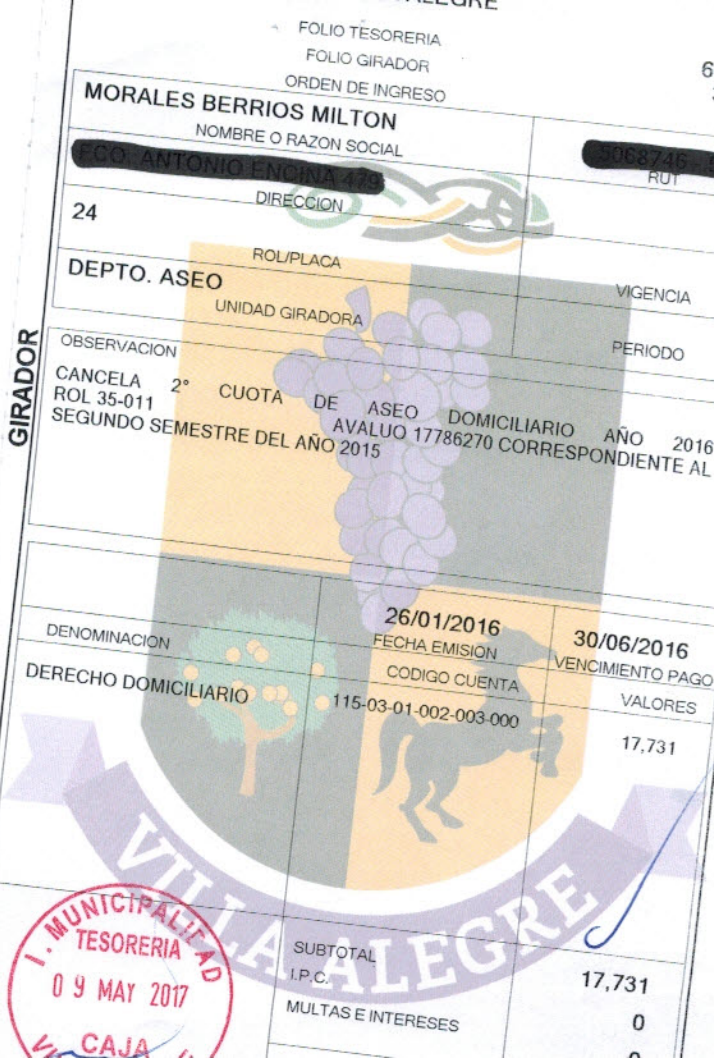 FOLIO TESORERIA
FOLIO GIRADOR
6
ORDEN DE INGRESO
MORALES BERRIOS MILTON
NOMBRE O RAZON SOCIAL
RUT
DIRECCION
24
ROL/PLACA
VIGENCIA
DEPTO. ASEO
UNIDAD GIRADORA
PERIODO
GIRADOR
OBSERVACION
CANCELA 2° CUOTA DE ASEO DOMICILIARIO AÑO 2016
ROL 35-011 AVALUO 17786270 CORRESPONDIENTE AL
SEGUNDO SEMESTRE DEL AÑO 2015
26/01/2016 30/06/2016
FECHA EMISION VENCIMIENTO PAGO
DENOMINACION CODIGO CUENTA VALORES
DERECHO DOMICILIARIO 115-03-01-002-003-000 17,731
VILLA ALEGRE
I. MUNICIPALIDAD
TESORERIA
09 MAY 2017
CAJA
SUBTOTAL 17,731
I.P.C. 0
MULTAS E INTERESES